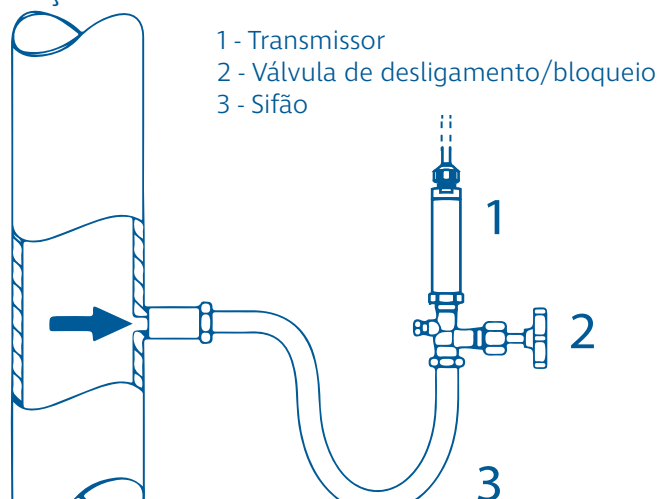 1 - Transmissor
2 - Válvula de desligamento/bloqueio
3 - Sifão
1
2
3